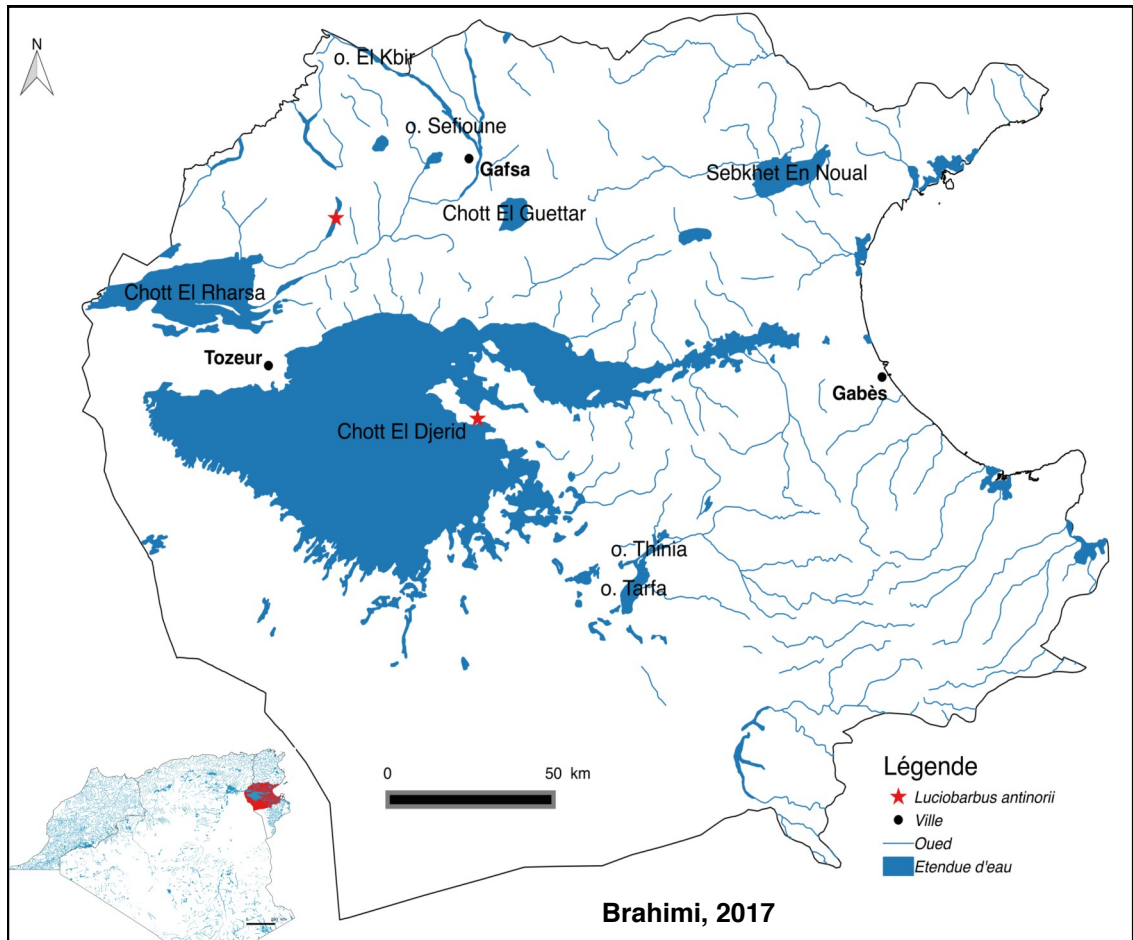 N
o. El Kbir
o. Sefioune
Gafsa
Sebkhet En Noual
Chott El Guettar
Chott El Rharsa
Tozeur
Gabès
Chott El Djerid
o. Thinia
o. Tarfa
0 50 km
Légende
Luciobarbus antinorii
Ville
Oued
Etendue d'eau
Brahimi, 2017